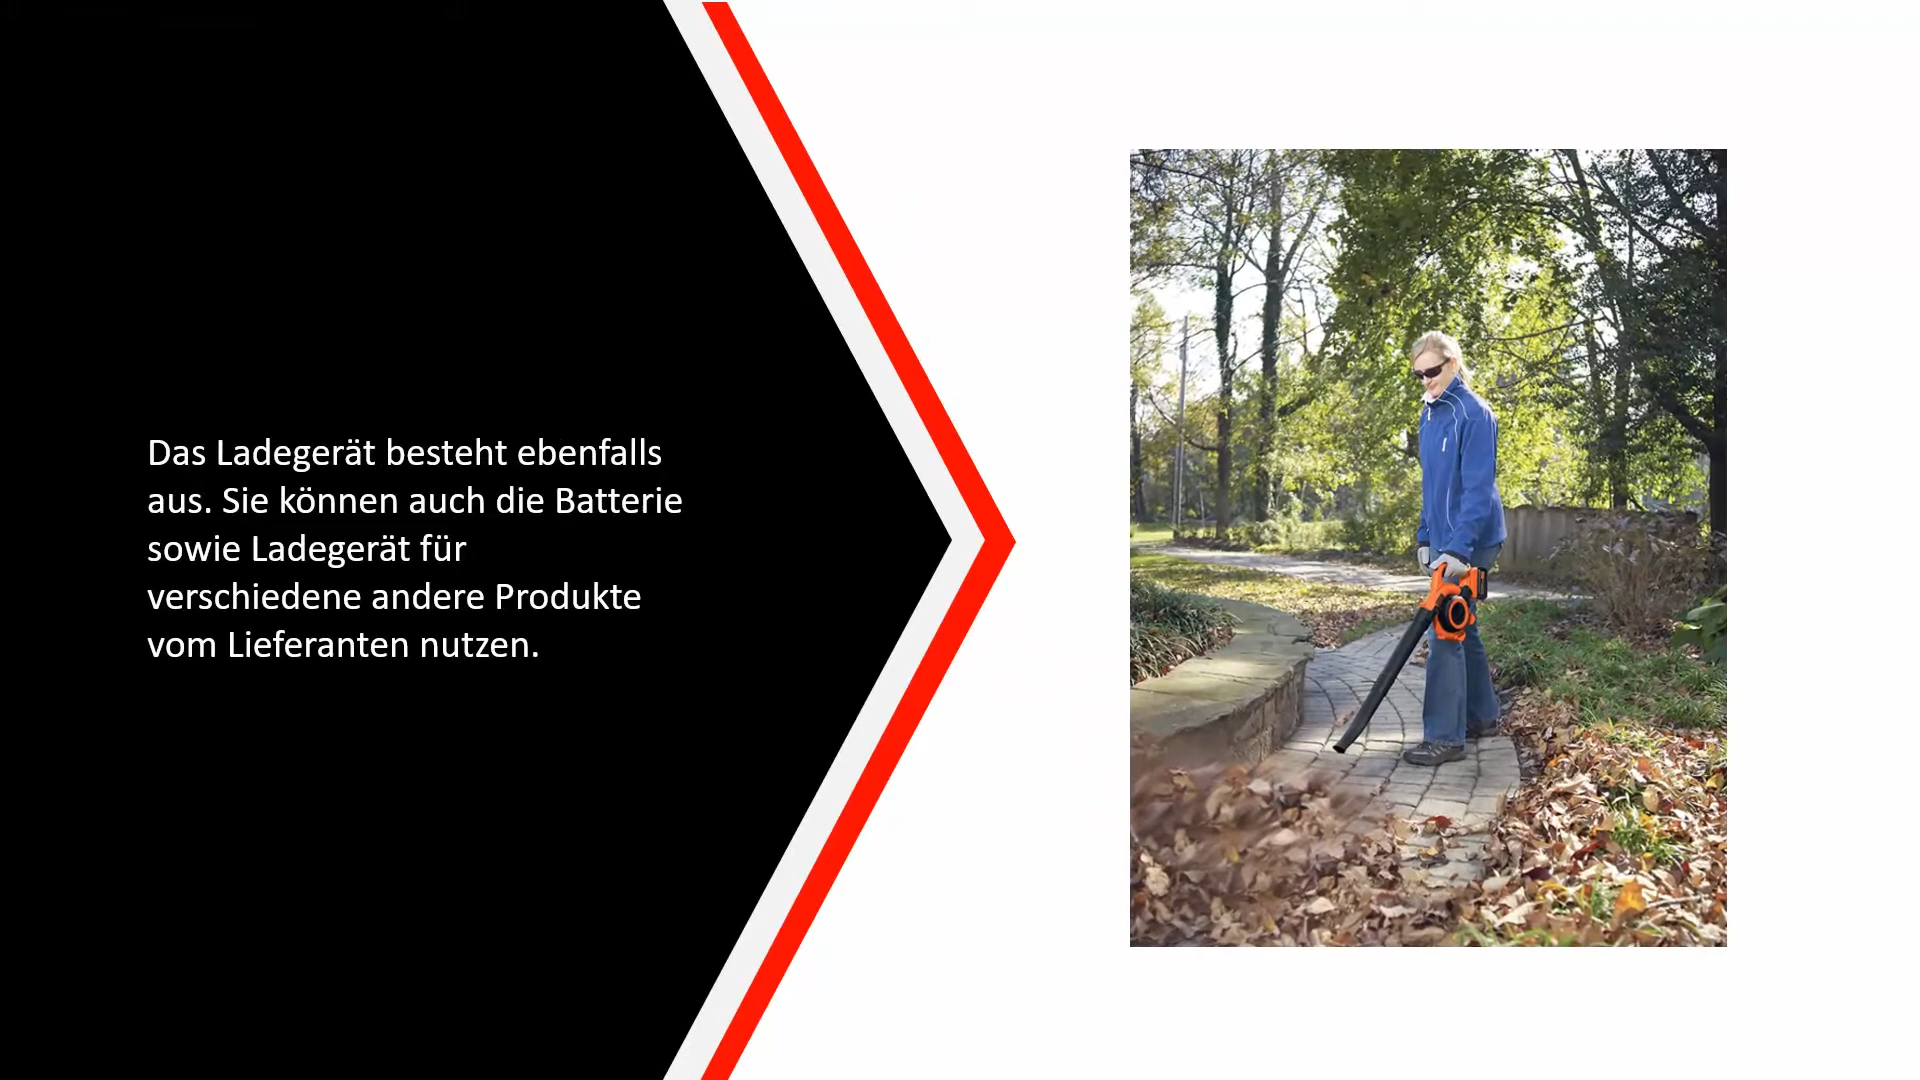 Das Ladegerät besteht ebenfalls
aus. Sie können auch die Batterie
sowie Ladegerät für
verschiedene andere Produkte
vom Lieferanten nutzen.